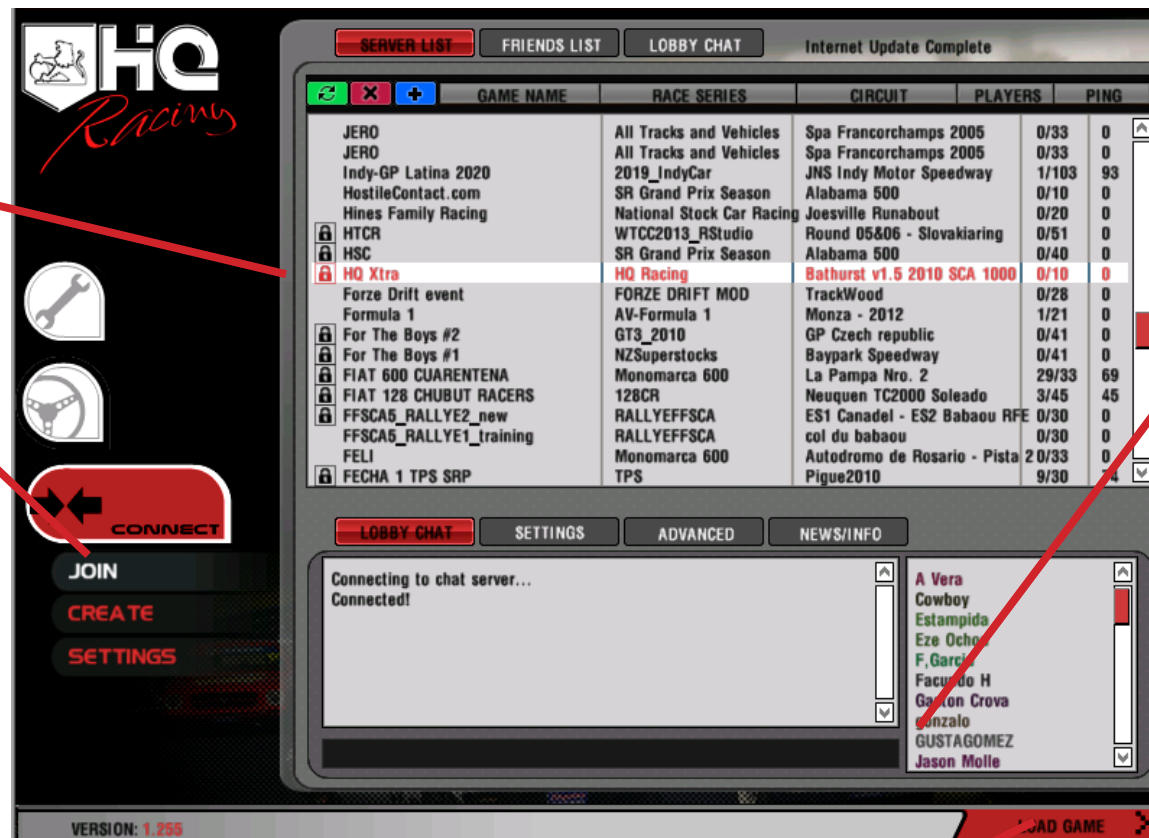 HQ
Racing
SERVER LIST FRIENDS LIST LOBBY CHAT Internet Update Complete
GAME NAME RACE SERIES CIRCUIT PLAYERS PING
JERO All Tracks and Vehicles Spa Francorchamps 2005 0/33 0
JERO All Tracks and Vehicles Spa Francorchamps 2005 0/33 0
Indy-GP Latina 2020 2019_IndyCar JNS Indy Motor Speedway 1/103 93
HostileContact.com SR Grand Prix Season Alabama 500 0/10 0
Hines Family Racing National Stock Car Racing Joesville Runabout 0/20 0
HTCR WTCC2013_RStudio Round 05&06 - Slovakiaring 0/51 0
HSC SR Grand Prix Season Alabama 500 0/40 0
HQ Xtra HQ Racing Bathurst v1.5 2010 SCA 1000 0/10 0
Forze Drift event FORZE DRIFT MOD TrackWood 0/28 0
Formula 1 AV-Formula 1 Monza - 2012 1/21 0
For The Boys #2 GT3_2010 GP Czech republic 0/41 0
For The Boys #1 NZSuperstocks Baypark Speedway 0/41 0
FIAT 600 CUARENTENA Monomarca 600 La Pampa Nro. 2 29/33 69
FIAT 128 CHUBUT RACERS 128CR Neuquen TC2000 Soleado 3/45 45
FFSCA5_RALLYE2_new RALLYEFFSCA ES1 Canadel - ES2 Babaou RFE 0/30 0
FFSCA5_RALLYE1_training RALLYEFFSCA col du babaou 0/30 0
FELI Monomarca 600 Autodromo de Rosario - Pista 2 0/33 0
FECHA 1 TPS SRP TPS Pigue2010 9/30 74
CONNECT
JOIN
CREATE
SETTINGS
LOBBY CHAT SETTINGS ADVANCED NEWS/INFO
Connecting to chat server...
Connected!
A Vera
Cowboy
Estampida
Eze Ochoa
F,Garcia
Facundo H
Gaston Crova
gonzalo
GUSTAGOMEZ
Jason Molle
VERSION: 1.255
LOAD GAME